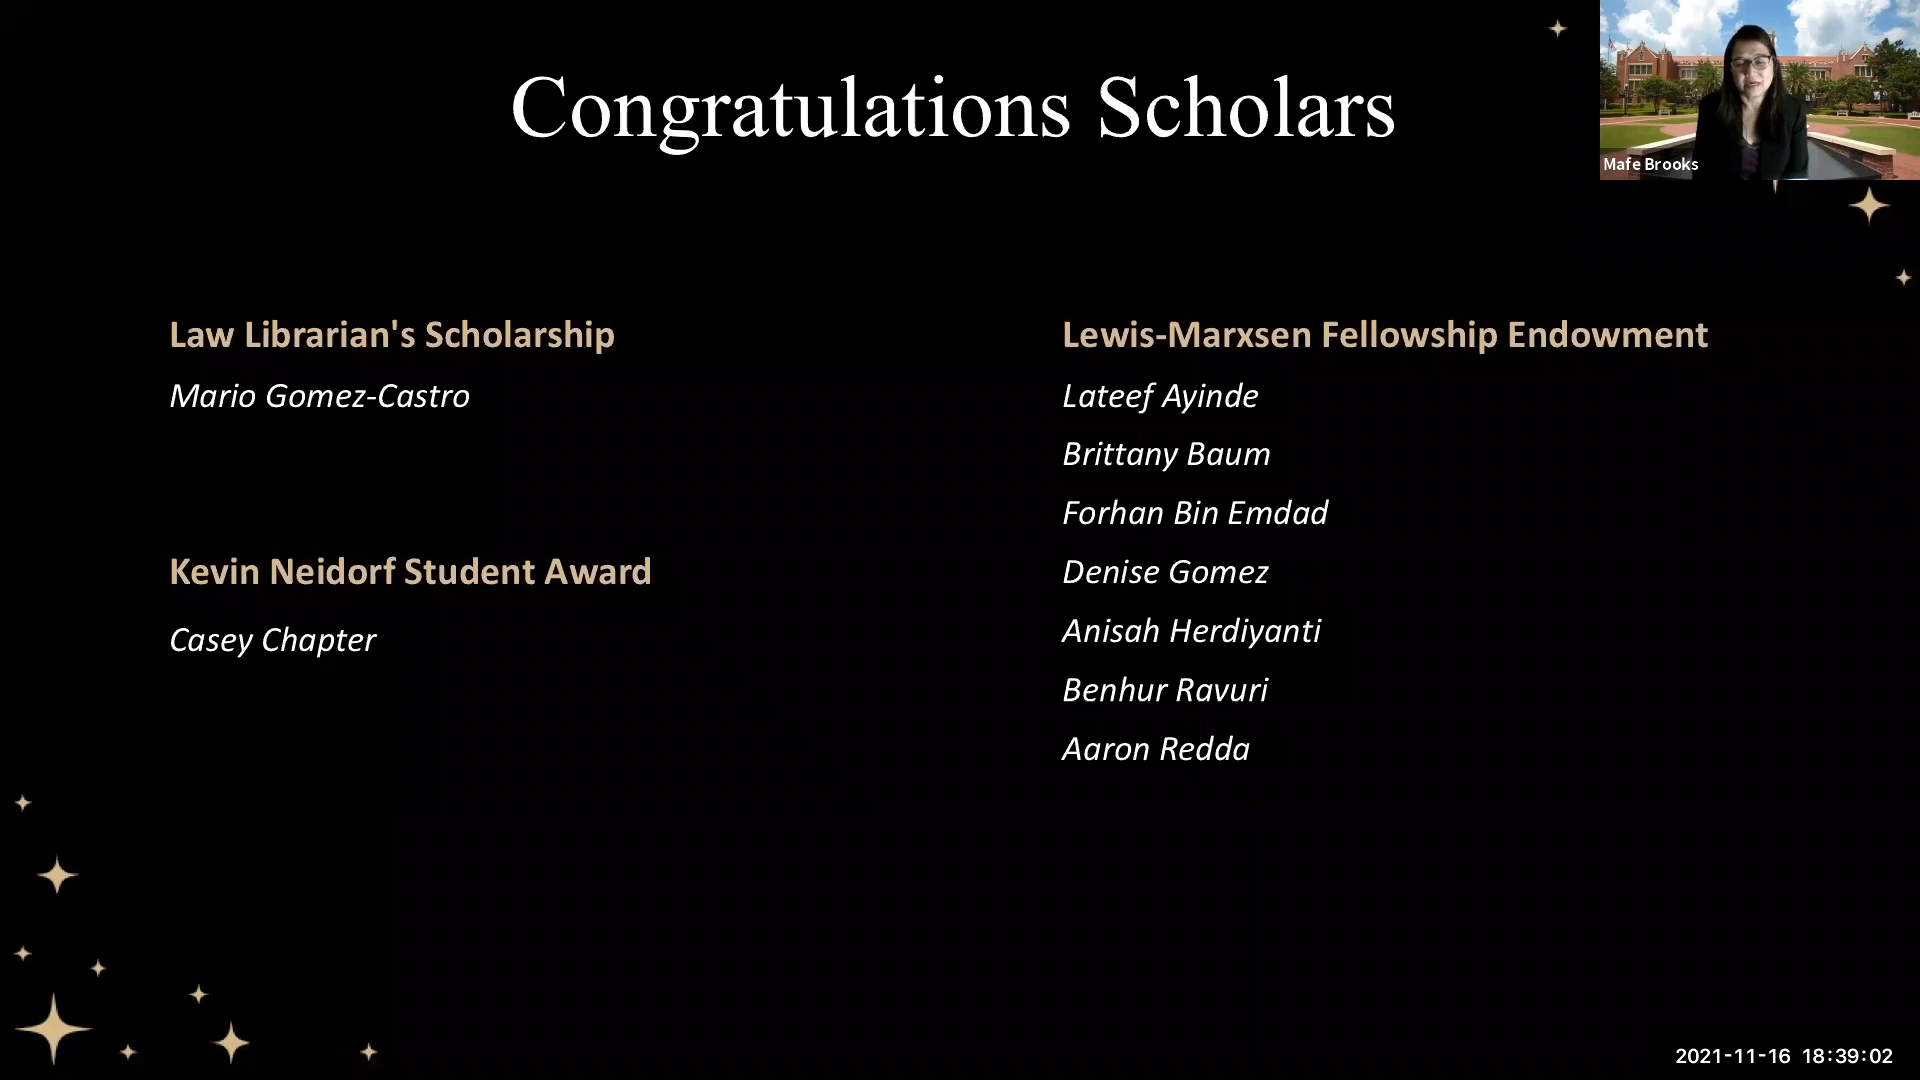 Congratulations Scholars
Mafe Brooks
Law Librarian's Scholarship
Mario Gomez-Castro
Kevin Neidorf Student Award
Casey Chapter
Lewis-Marxsen Fellowship Endowment
Lateef Ayinde
Brittany Baum
Forhan Bin Emdad
Denise Gomez
Anisah Herdiyanti
Benhur Ravuri
Aaron Redda
2021-11-16 18:39:02